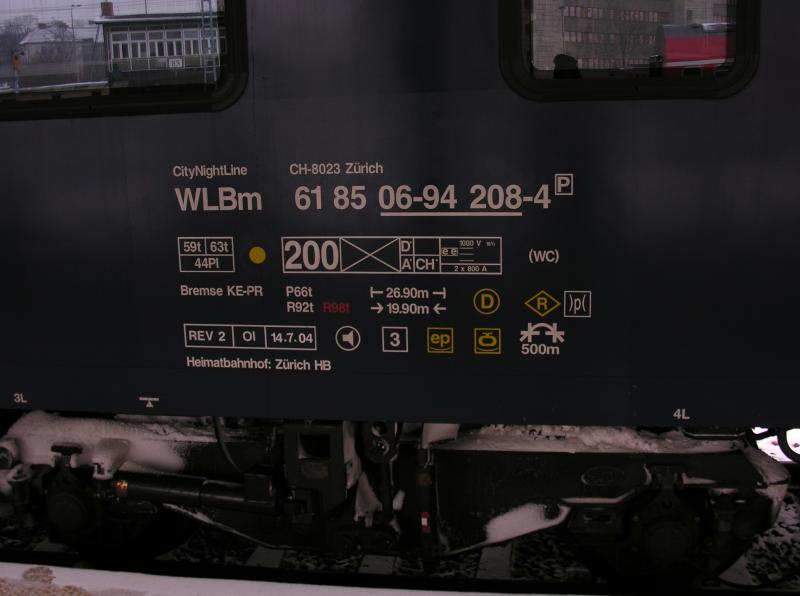 CityNightLine CH-8023 Zürich
WLBm 61 85 06-94 208-4 P
59t 63t
44Pl
200 D' A' CH+ e e 1000 V 2 x 800 A
(WC)
Bremse KE-PR
P66t
R92t R98t
26.90m
19.90m
D
R
)p(
REV 2 Ol 14.7.04
3
ep
500m
Heimatbahnhof: Zürich HB
3L
4L